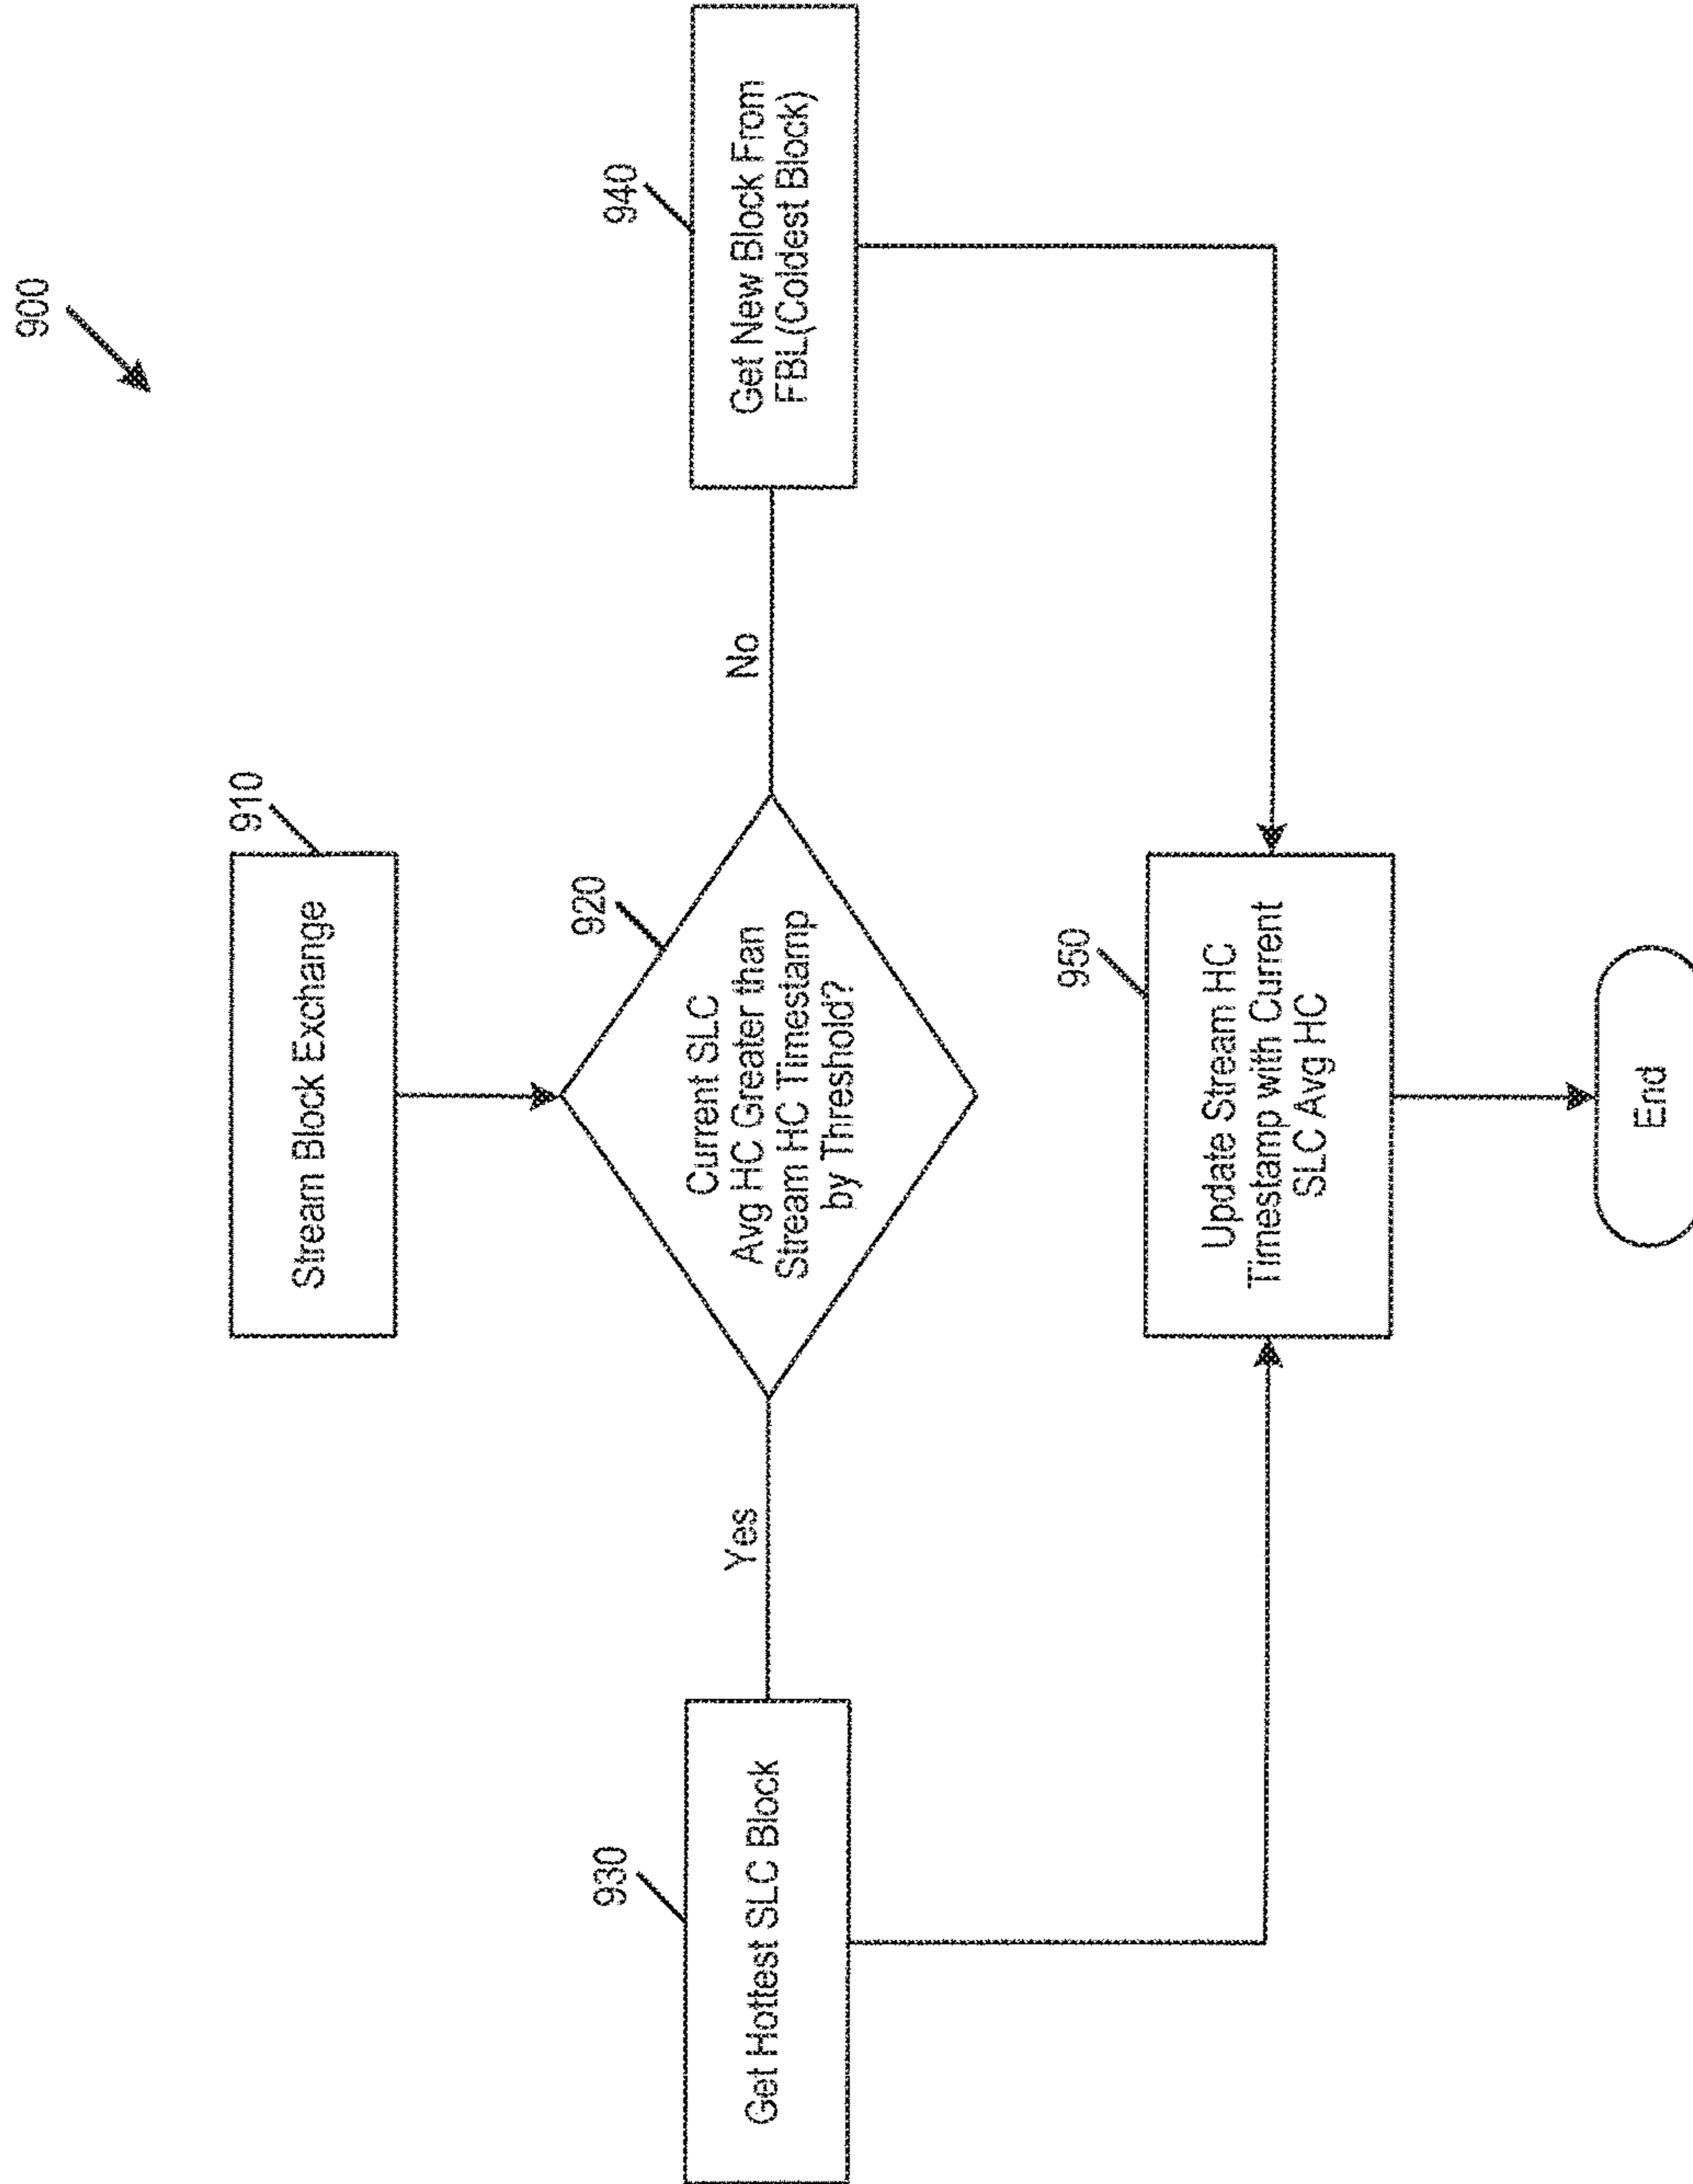 900
910
Stream Block Exchange
920
Current SLC
Avg HC Greater than
Stream HC Timestamp
by Threshold?
Yes
No
930
Get Hottest SLC Block
940
Get New Block From
FBL(Coldest Block)
950
Update Stream HC
Timestamp with Current
SLC Avg HC
End